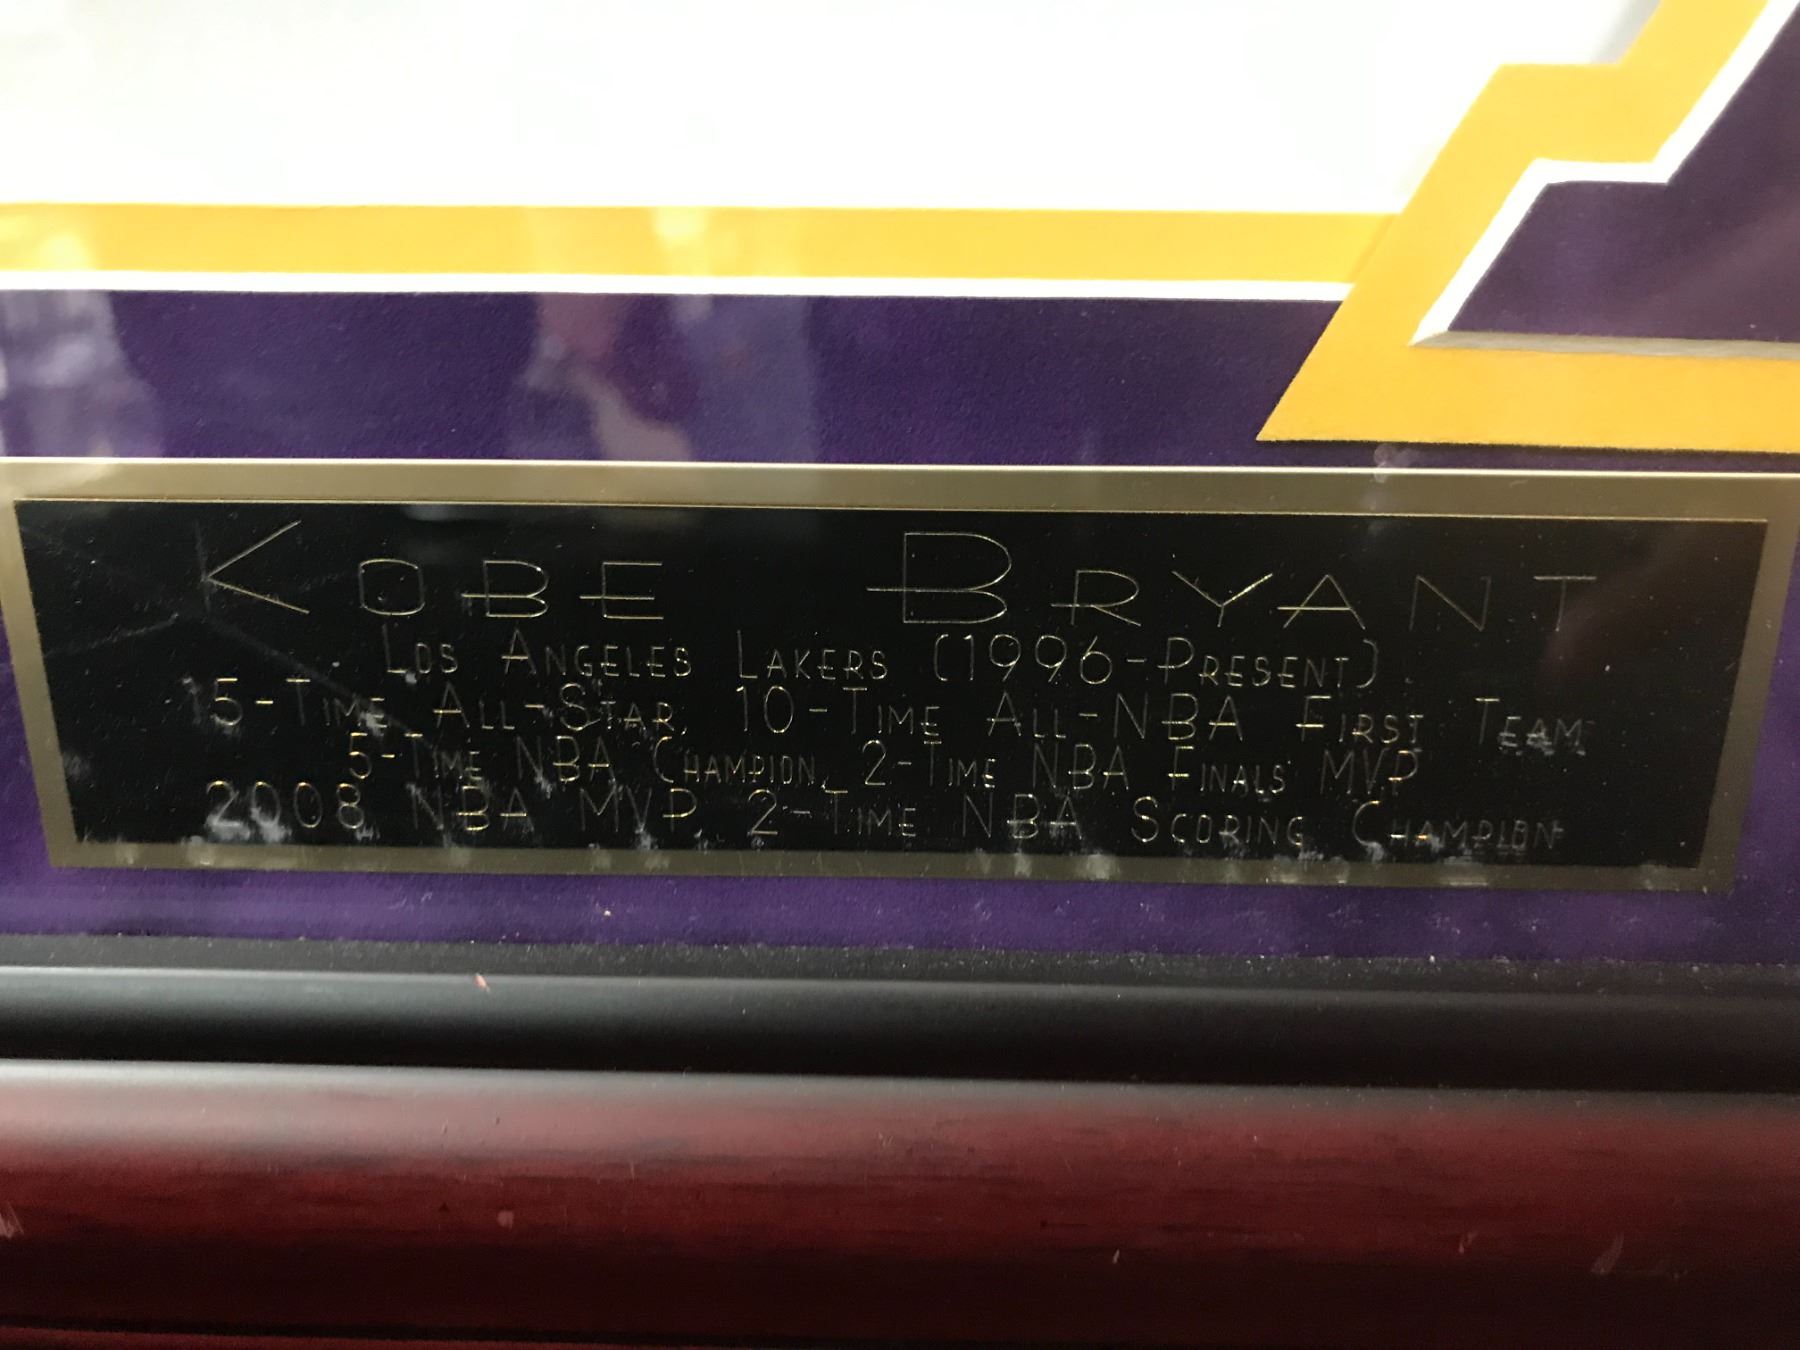 Kobe Bryant
Los Angeles Lakers (1996-Present)
15-Time All-Star, 10-Time All-NBA First Team
5-Time NBA Champion, 2-Time NBA Finals MVP
2008 NBA MVP 2-Time NBA Scoring Champion